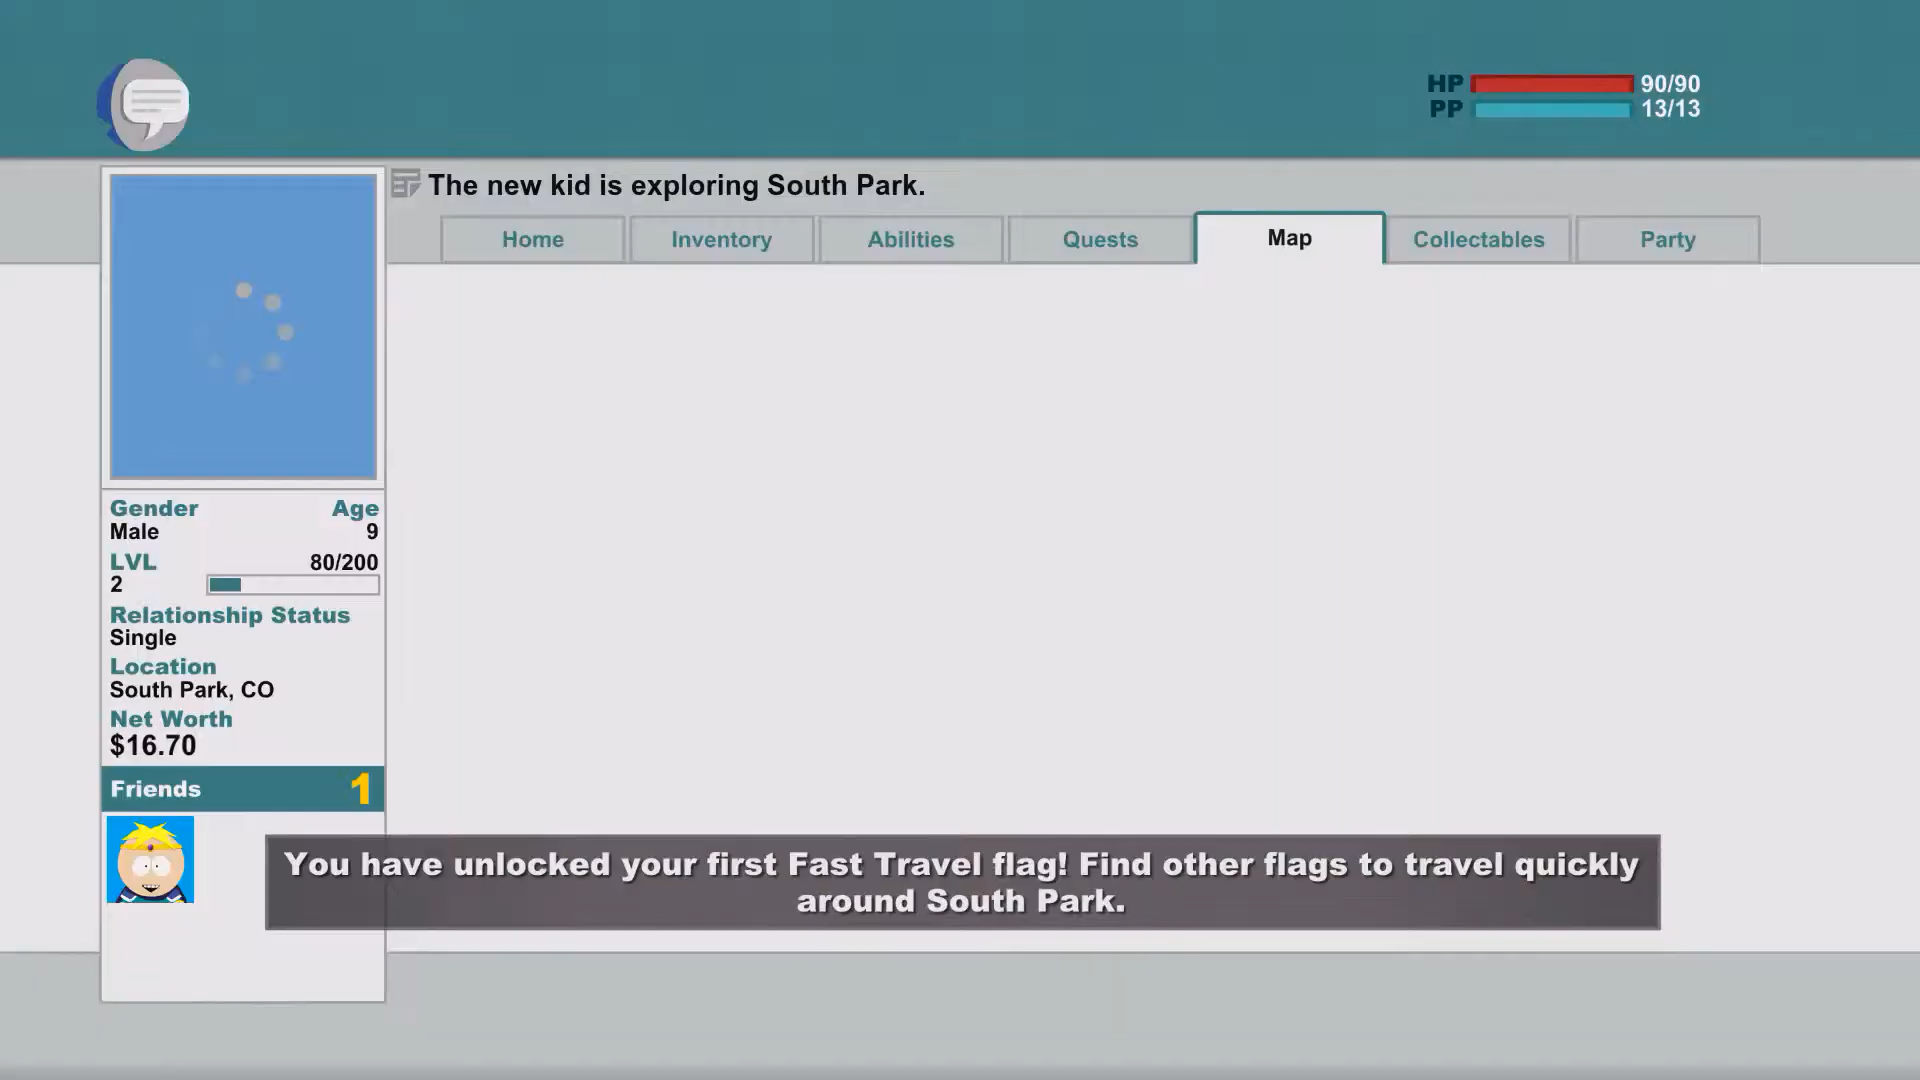 HP 90/90
PP 13/13
The new kid is exploring South Park.
Home Inventory Abilities Quests Map Collectables Party
Gender Age
Male 9
LVL 80/200
2
Relationship Status
Single
Location
South Park, CO
Net Worth
$16.70
Friends 1
You have unlocked your first Fast Travel flag! Find other flags to travel quickly
around South Park.